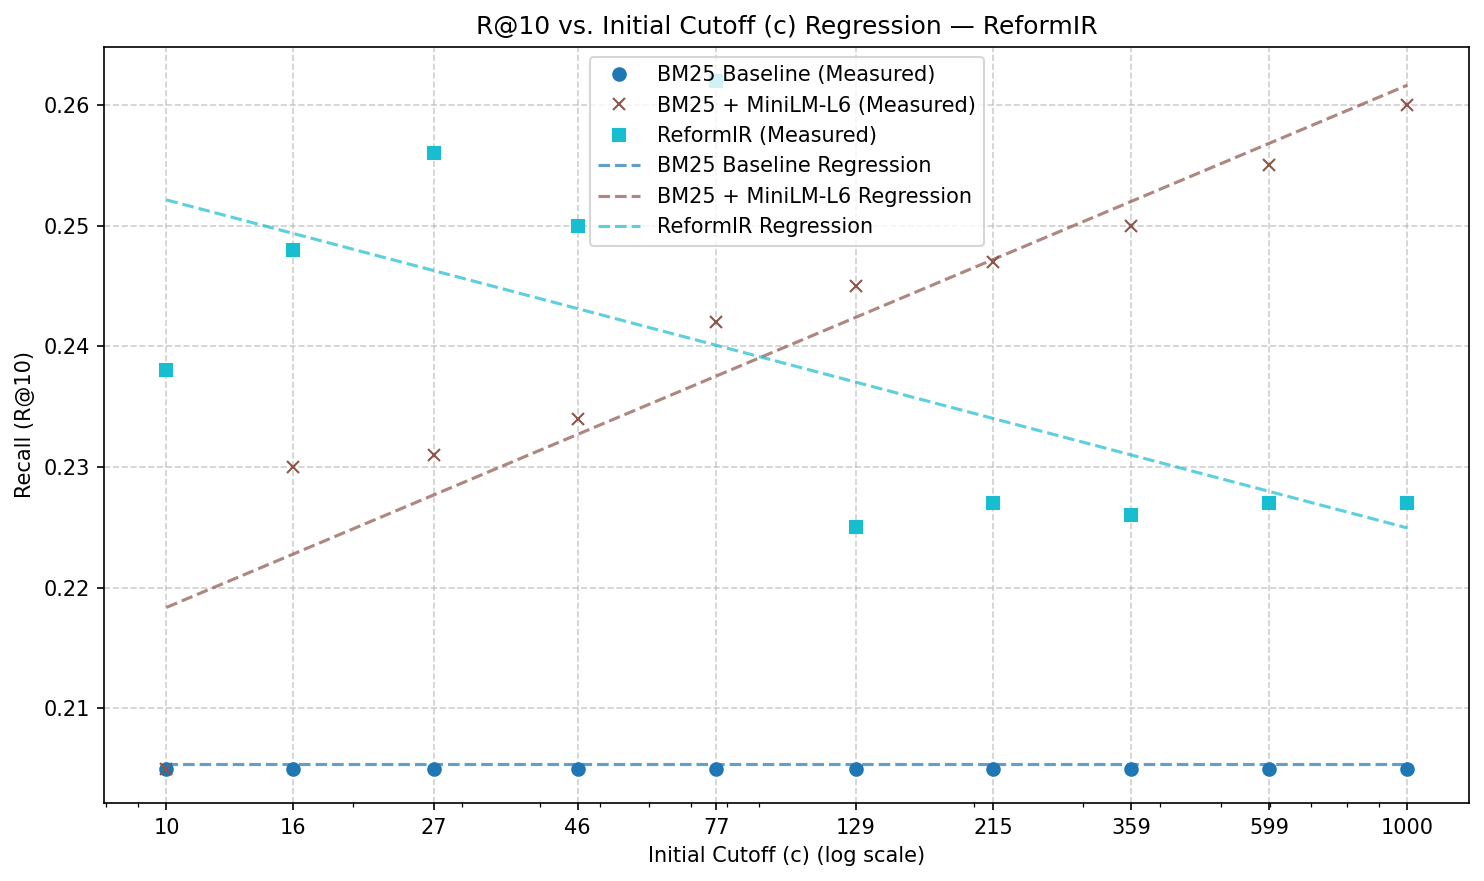 R@10 vs. Initial Cutoff (c) Regression — ReformIR
BM25 Baseline (Measured)
BM25 + MiniLM-L6 (Measured)
ReformIR (Measured)
BM25 Baseline Regression
BM25 + MiniLM-L6 Regression
ReformIR Regression
Recall (R@10)
0.26
0.25
0.24
0.23
0.22
0.21
10 16 27 46 77 129 215 359 599 1000
Initial Cutoff (c) (log scale)